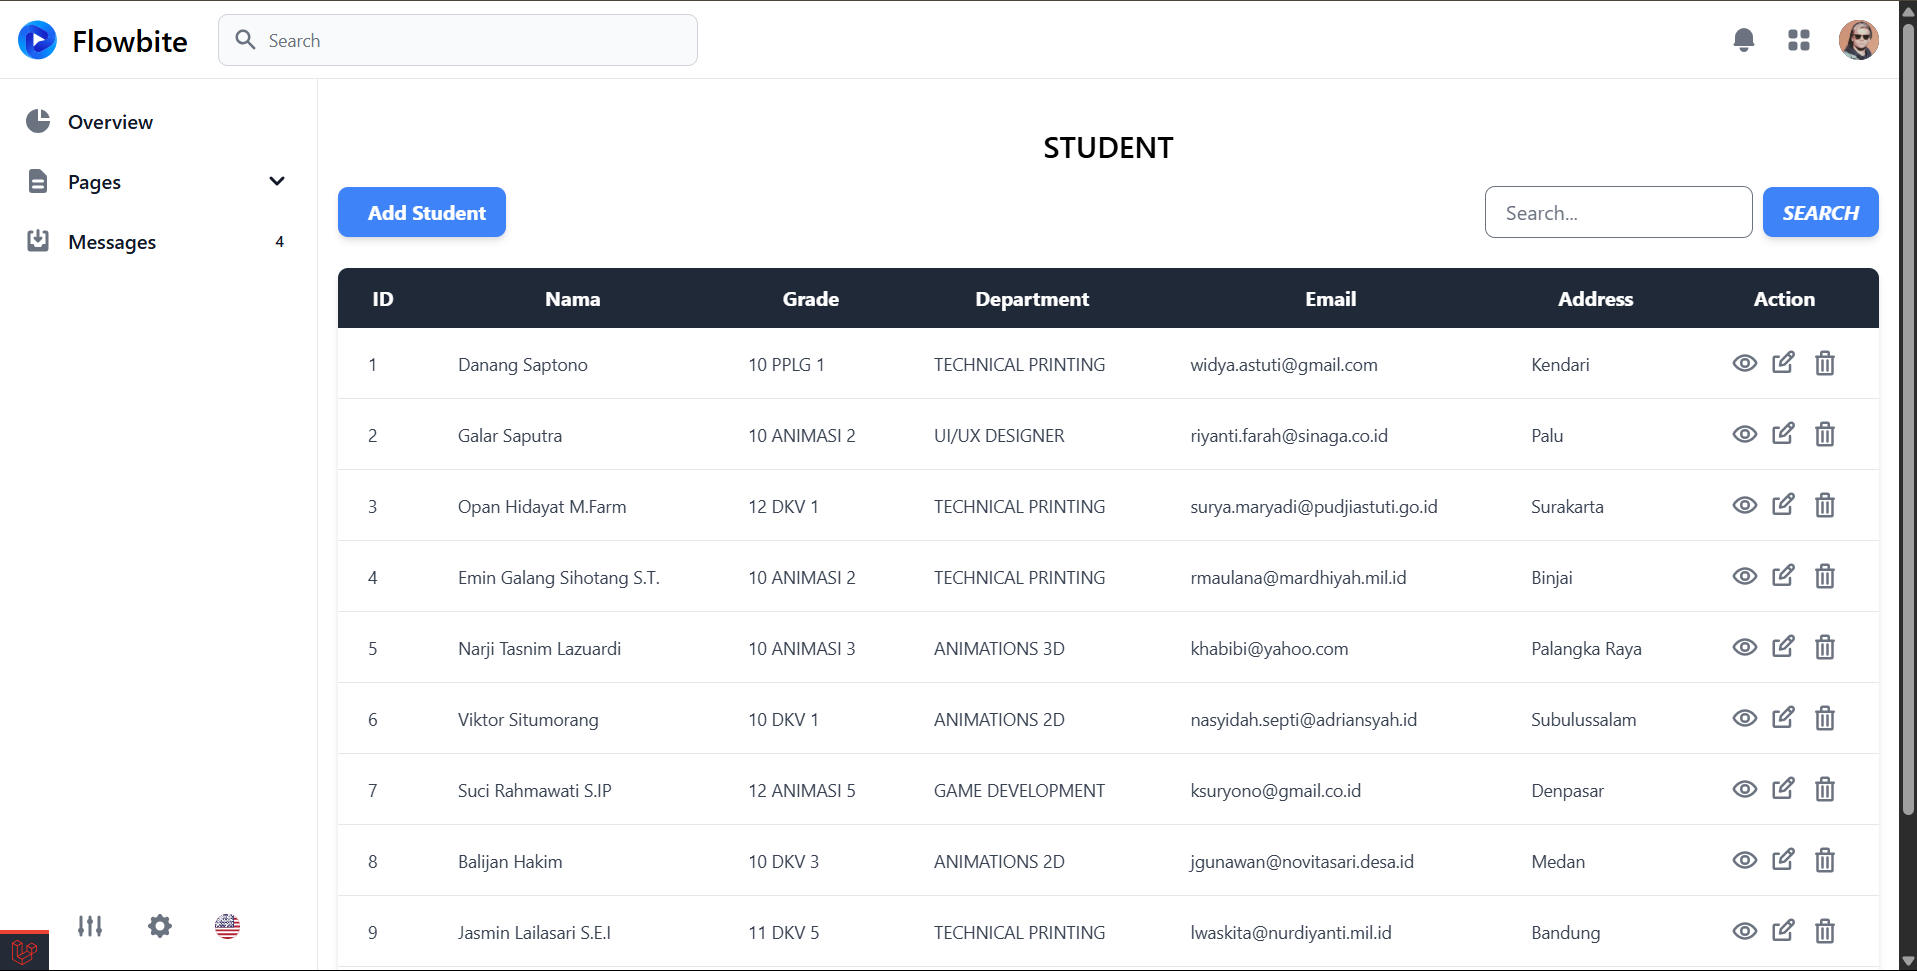 Flowbite
Search
Overview
Pages
Messages 4
STUDENT
Add Student
Search...
SEARCH
ID Nama Grade Department Email Address Action
1 Danang Saptono 10 PPLG 1 TECHNICAL PRINTING widya.astuti@gmail.com Kendari
2 Galar Saputra 10 ANIMASI 2 UI/UX DESIGNER riyanti.farah@sinaga.co.id Palu
3 Opan Hidayat M.Farm 12 DKV 1 TECHNICAL PRINTING surya.maryadi@pudjiastuti.go.id Surakarta
4 Emin Galang Sihotang S.T. 10 ANIMASI 2 TECHNICAL PRINTING rmaulana@mardhiyah.mil.id Binjai
5 Narji Tasnim Lazuardi 10 ANIMASI 3 ANIMATIONS 3D khabibi@yahoo.com Palangka Raya
6 Viktor Situmorang 10 DKV 1 ANIMATIONS 2D nasyidah.septi@adriansyah.id Subulussalam
7 Suci Rahmawati S.IP 12 ANIMASI 5 GAME DEVELOPMENT ksuryono@gmail.co.id Denpasar
8 Balijan Hakim 10 DKV 3 ANIMATIONS 2D jgunawan@novitasari.desa.id Medan
9 Jasmin Lailasari S.E.I 11 DKV 5 TECHNICAL PRINTING lwaskita@nurdiyanti.mil.id Bandung